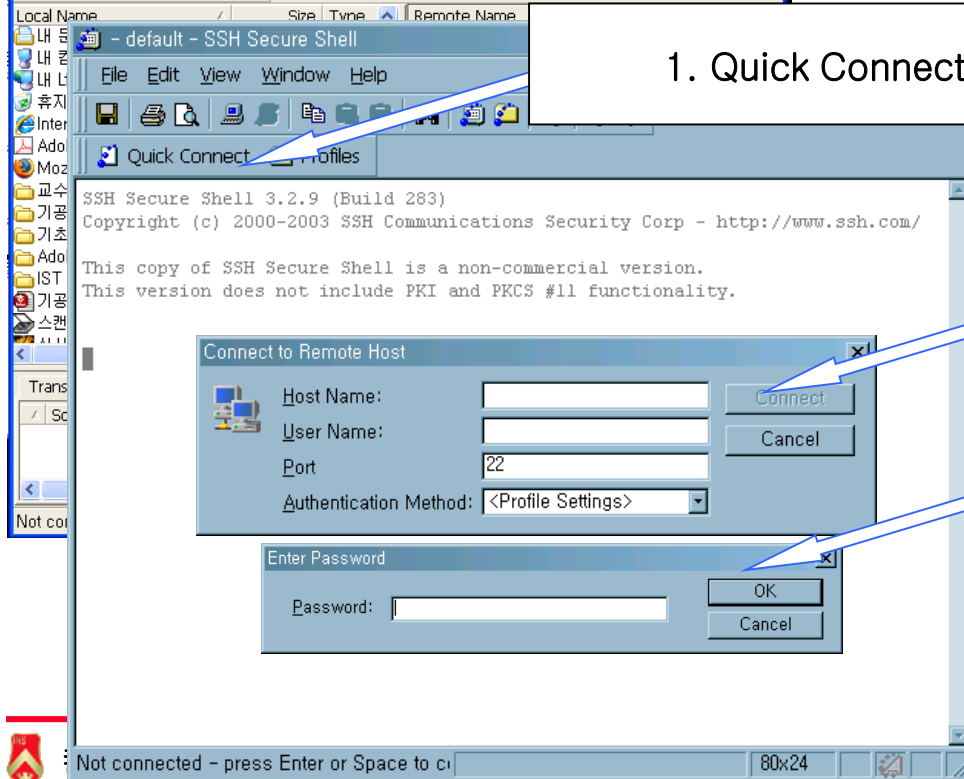 Local Name / Size Type Remote Name
내
내
내
휴지
Inter
Ado
Moz
교수
기공
기초
Ado
IST
기공
스캔
Trans
/ So
Not co
- default - SSH Secure Shell
File Edit View Window Help
1. Quick Connect
Quick Connect Profiles
SSH Secure Shell 3.2.9 (Build 283)
Copyright (c) 2000-2003 SSH Communications Security Corp - http://www.ssh.com/
This copy of SSH Secure Shell is a non-commercial version.
This version does not include PKI and PKCS #11 functionality.
Connect to Remote Host
Host Name:
Connect
User Name:
Cancel
Port 22
Authentication Method: <Profile Settings>
Enter Password
Password:
OK
Cancel
Not connected - press Enter or Space to c
80x24